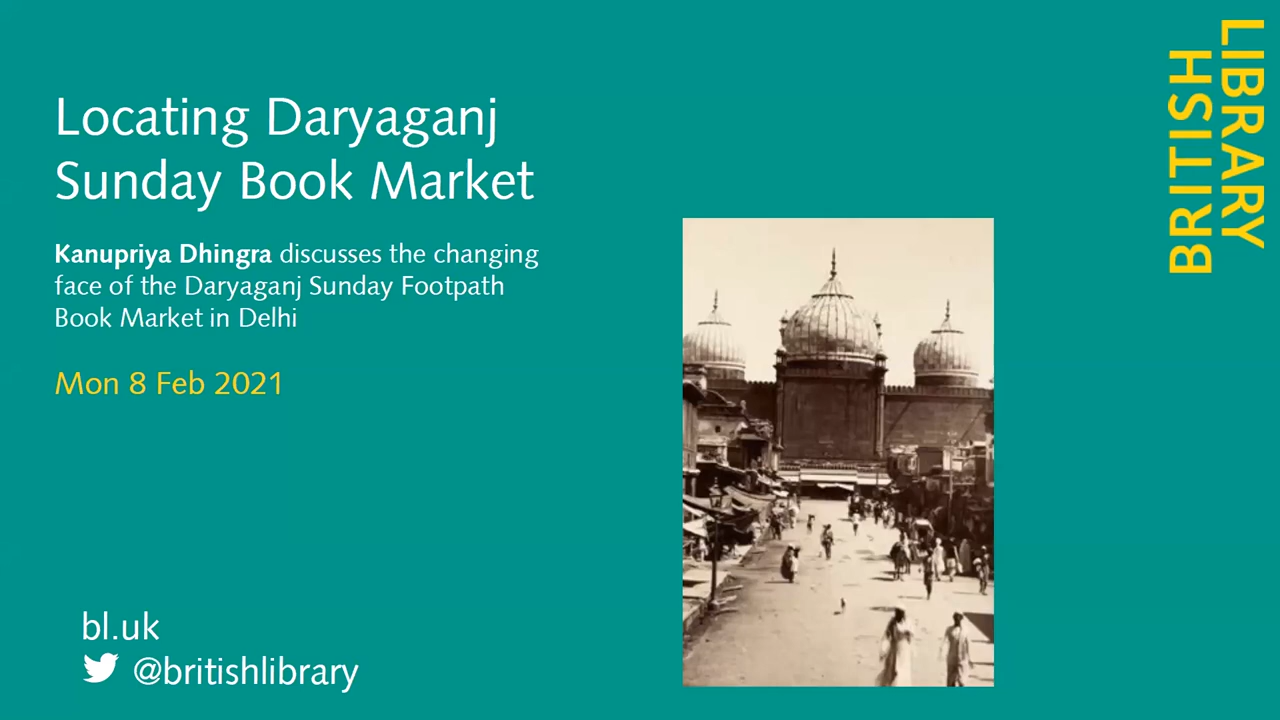 Locating Daryaganj
Sunday Book Market
Kanupriya Dhingra discusses the changing
face of the Daryaganj Sunday Footpath
Book Market in Delhi
Mon 8 Feb 2021
bl.uk
@britishlibrary
BRITISH
LIBRARY